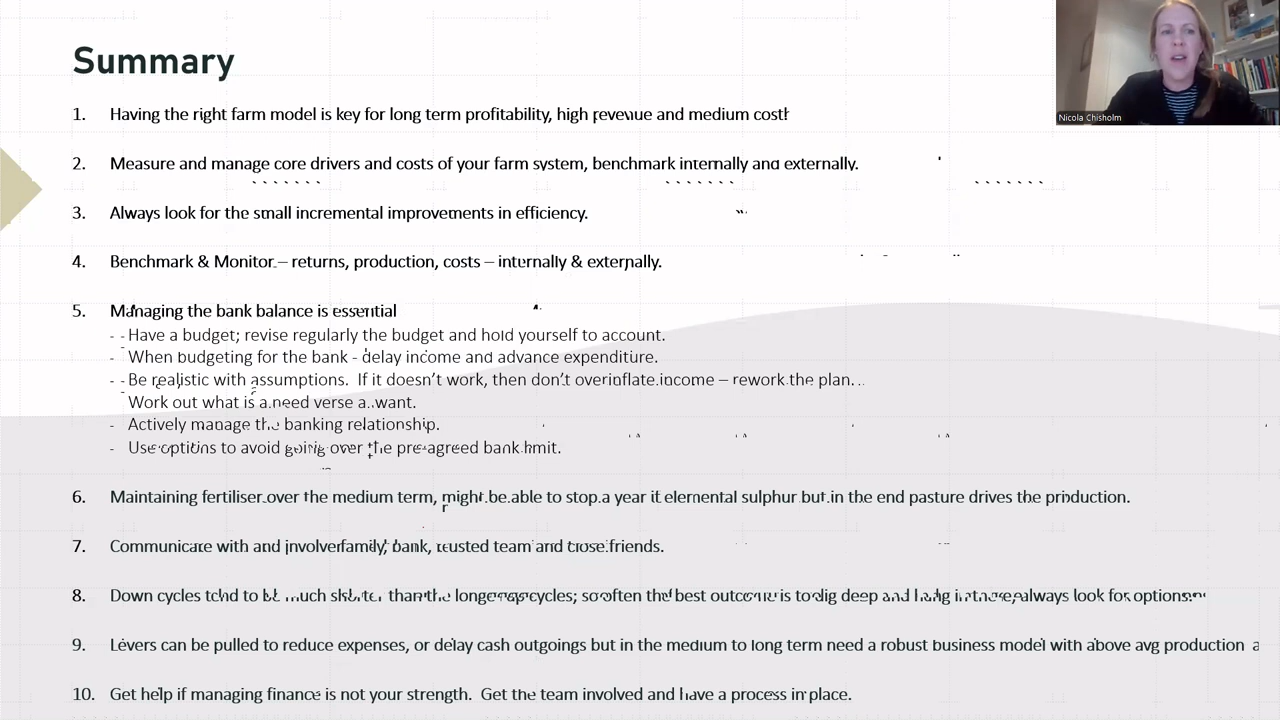 Summary
Nicola Chisholm
1. Having the right farm model is key for long term profitability, high revenue and medium cost
2. Measure and manage core drivers and costs of your farm system, benchmark internally and externally.
3. Always look for the small incremental improvements in efficiency.
4. Benchmark & Monitor – returns, production, costs – internally & externally.
5. Managing the bank balance is essential
- Have a budget; revise regularly the budget and hold yourself to account.
- When budgeting for the bank - delay income and advance expenditure.
- Be realistic with assumptions. If it doesn't work, then don't overinflate income – rework the plan.
Work out what is a need verse a want.
- Actively manage the banking relationship.
- Use options to avoid going over the pre-agreed bank limit.
6. Maintaining fertiliser over the medium term, might be able to stop a year if elemental sulphur but in the end pasture drives the production.
7. Communicate with and involve family, bank, trusted team and close friends.
8. Down cycles tend to be much shorter than the longer cycles; so often the best outcome is to dig deep and hang in there, always look for options
9. Levers can be pulled to reduce expenses, or delay cash outgoings but in the medium to long term need a robust business model with above avg production
10. Get help if managing finance is not your strength. Get the team involved and have a process in place.